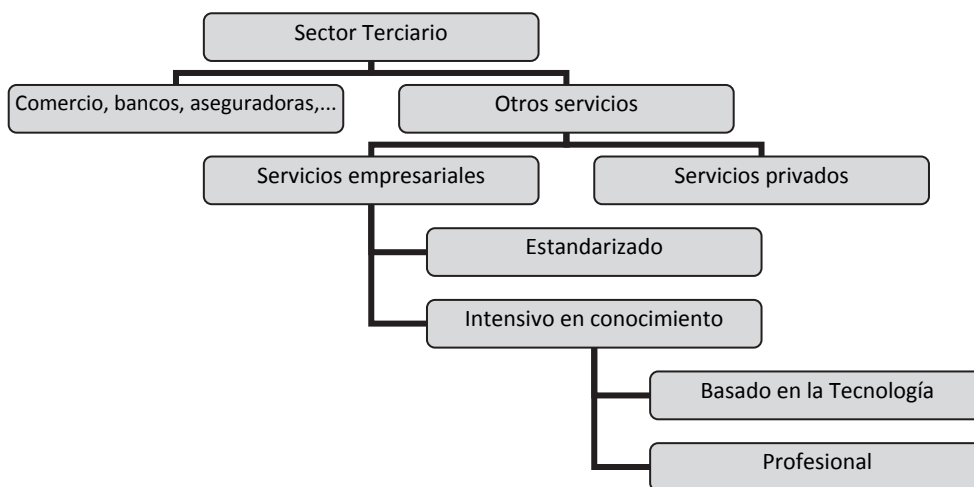 Sector Terciario
Comercio, bancos, aseguradoras,...
Otros servicios
Servicios empresariales
Servicios privados
Estandarizado
Intensivo en conocimiento
Basado en la Tecnología
Profesional